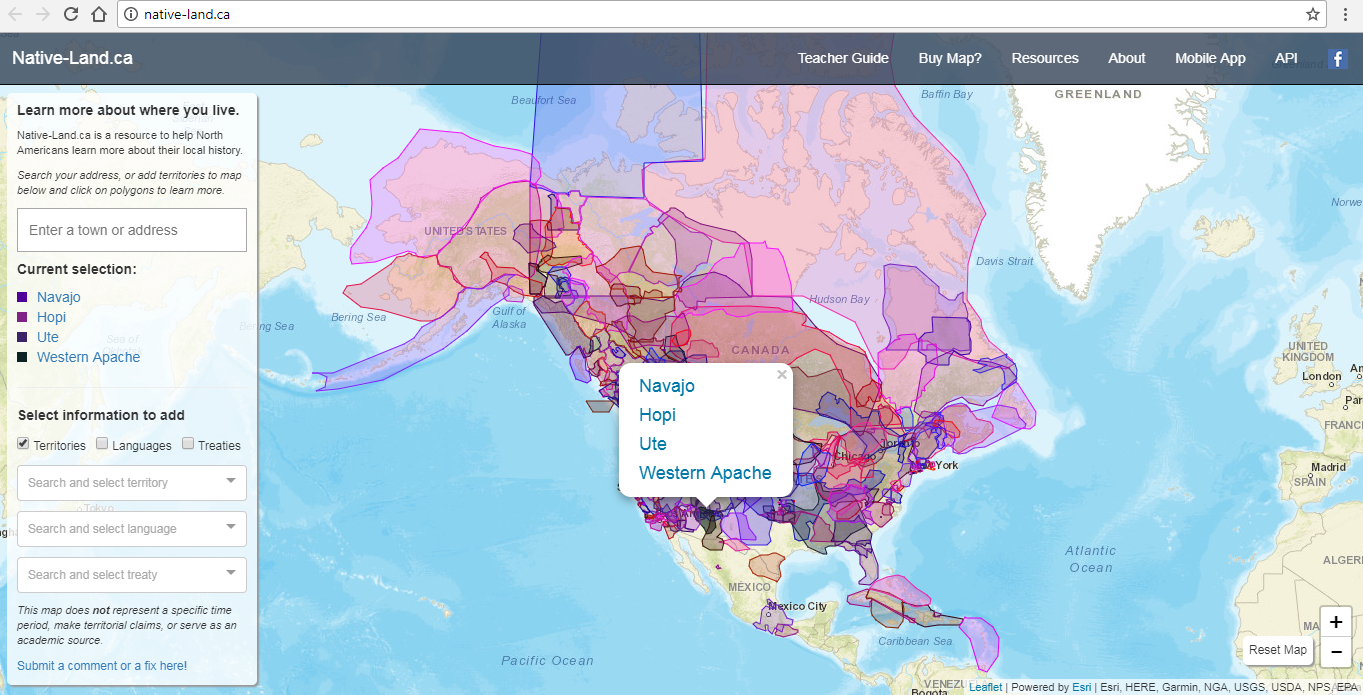 native-land.ca
Native-Land.ca
Teacher Guide
Buy Map?
Resources
About
Mobile App
API
f
Learn more about where you live.
Native-Land.ca is a resource to help North
Americans learn more about their local history.
Search your address, or add territories to map
below and click on polygons to learn more.
Enter a town or address
Current selection:
Navajo
Hopi
Ute
Western Apache
Select information to add
Territories
Languages
Treaties
Search and select territory
Search and select language
Search and select treaty
This map does not represent a specific time
period, make territorial claims, or serve as an
academic source.
Submit a comment or a fix here!
Beaufort Sea
Baffin Bay
GREENLAND
UNITED STATES
Davis Strait
Bering Sea
Bering Sea
Gulf of
Alaska
Hudson Bay
CANADA
×
Navajo
Hopi
Ute
Western Apache
Toronto
Chicago
York
UNITED
KINGDOM
London
Madrid
SPAIN
Tokyo
Atlantic
Ocean
MÉXICO
Mexico City
Caribbean Sea
Pacific Ocean
Bogota
+
−
Reset Map
Leaflet | Powered by Esri | Esri, HERE, Garmin, NGA, USGS, USDA, NPS, EPA